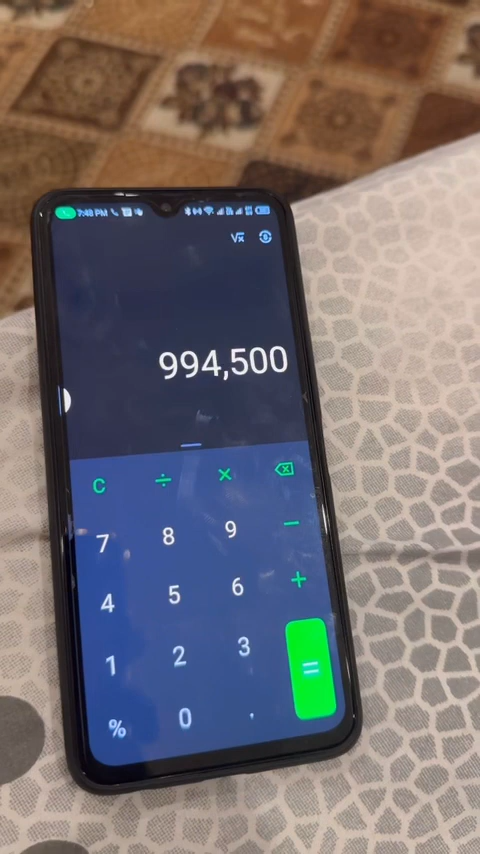 7:48 PM
√x
994,500
C ÷ ×
7 8 9 −
4 5 6 +
1 2 3
% 0 . =